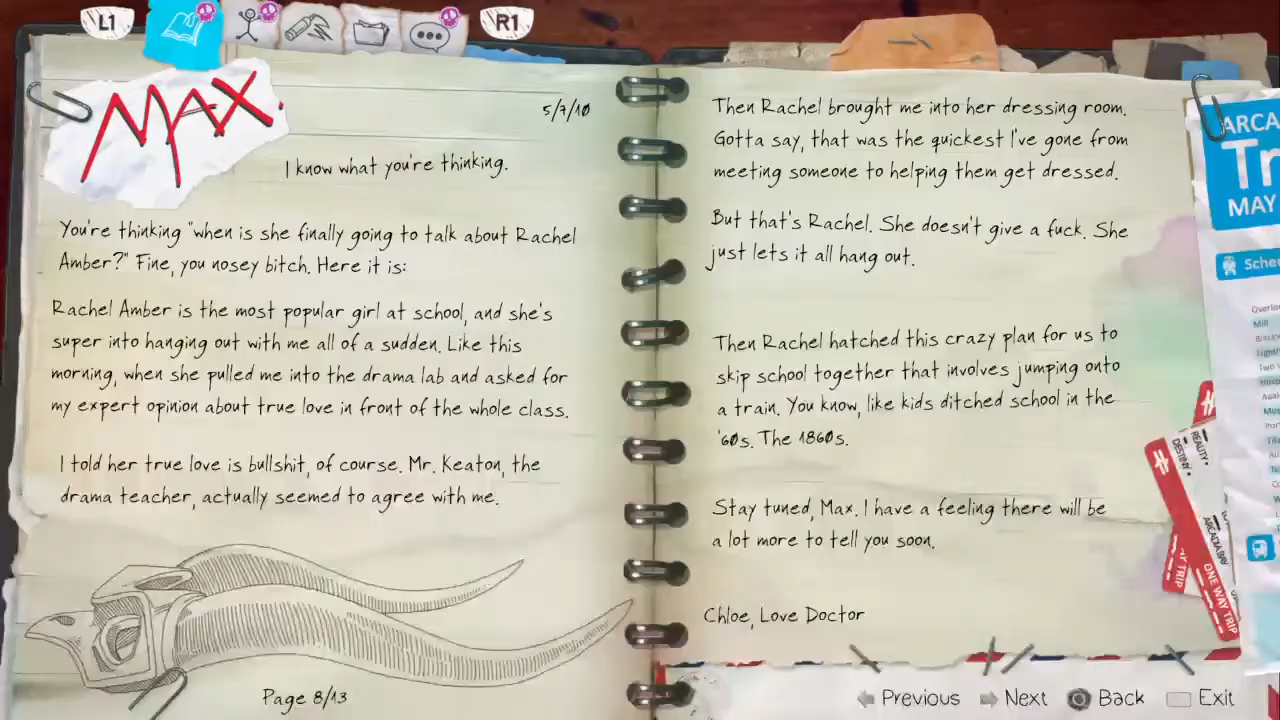 L1
R1
MAX.
5/7/10
I know what you're thinking.
You're thinking "when is she finally going to talk about Rachel
Amber?" Fine, you nosey bitch. Here it is:
Rachel Amber is the most popular girl at school, and she's
super into hanging out with me all of a sudden. Like this
morning, when she pulled me into the drama lab and asked for
my expert opinion about true love in front of the whole class.
I told her true love is bullshit, of course. Mr. Keaton, the
drama teacher, actually seemed to agree with me.
Page 8/13
Then Rachel brought me into her dressing room.
Gotta say, that was the quickest I've gone from
meeting someone to helping them get dressed.
But that's Rachel. She doesn't give a fuck. She
just lets it all hang out.
Then Rachel hatched this crazy plan for us to
skip school together that involves jumping onto
a train. You know, like kids ditched school in the
'60s. The 1860s.
Stay tuned, Max. I have a feeling there will be
a lot more to tell you soon.
Chloe, Love Doctor
ARCA
Tr
MAY
Sche
Mill
REALITY
DESTINY
ARCADIA BAY
Y TRIP
ONE WAY TRIP
Previous
Next
Back
Exit